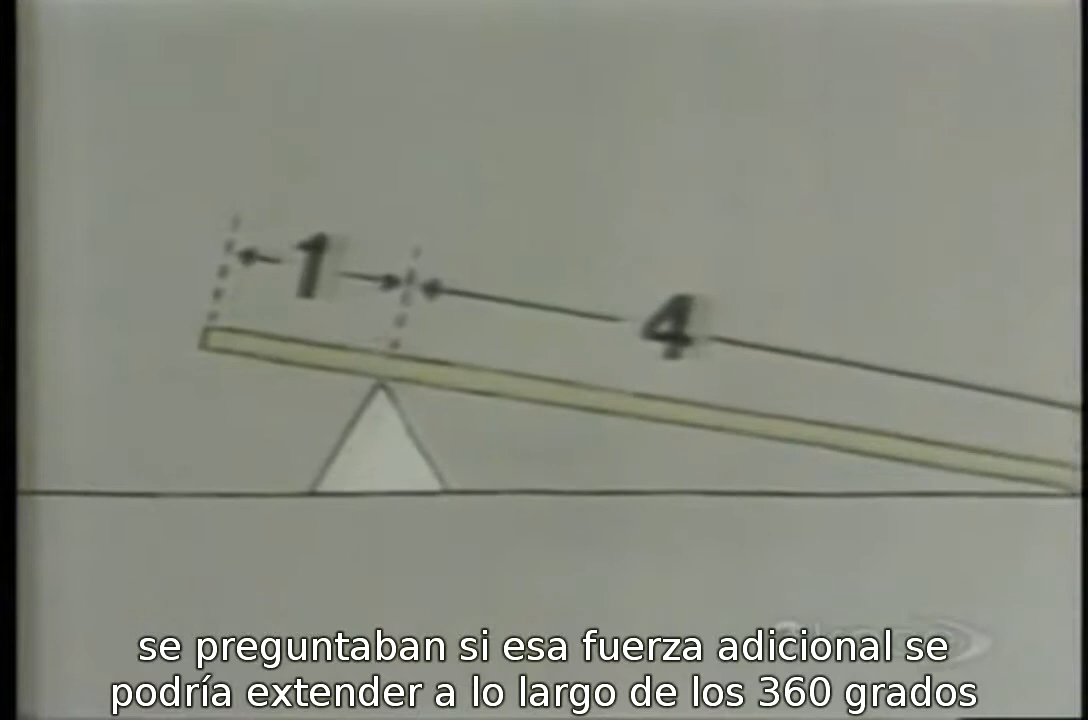 1
4
se preguntaban si esa fuerza adicional se
podría extender a lo largo de los 360 grados